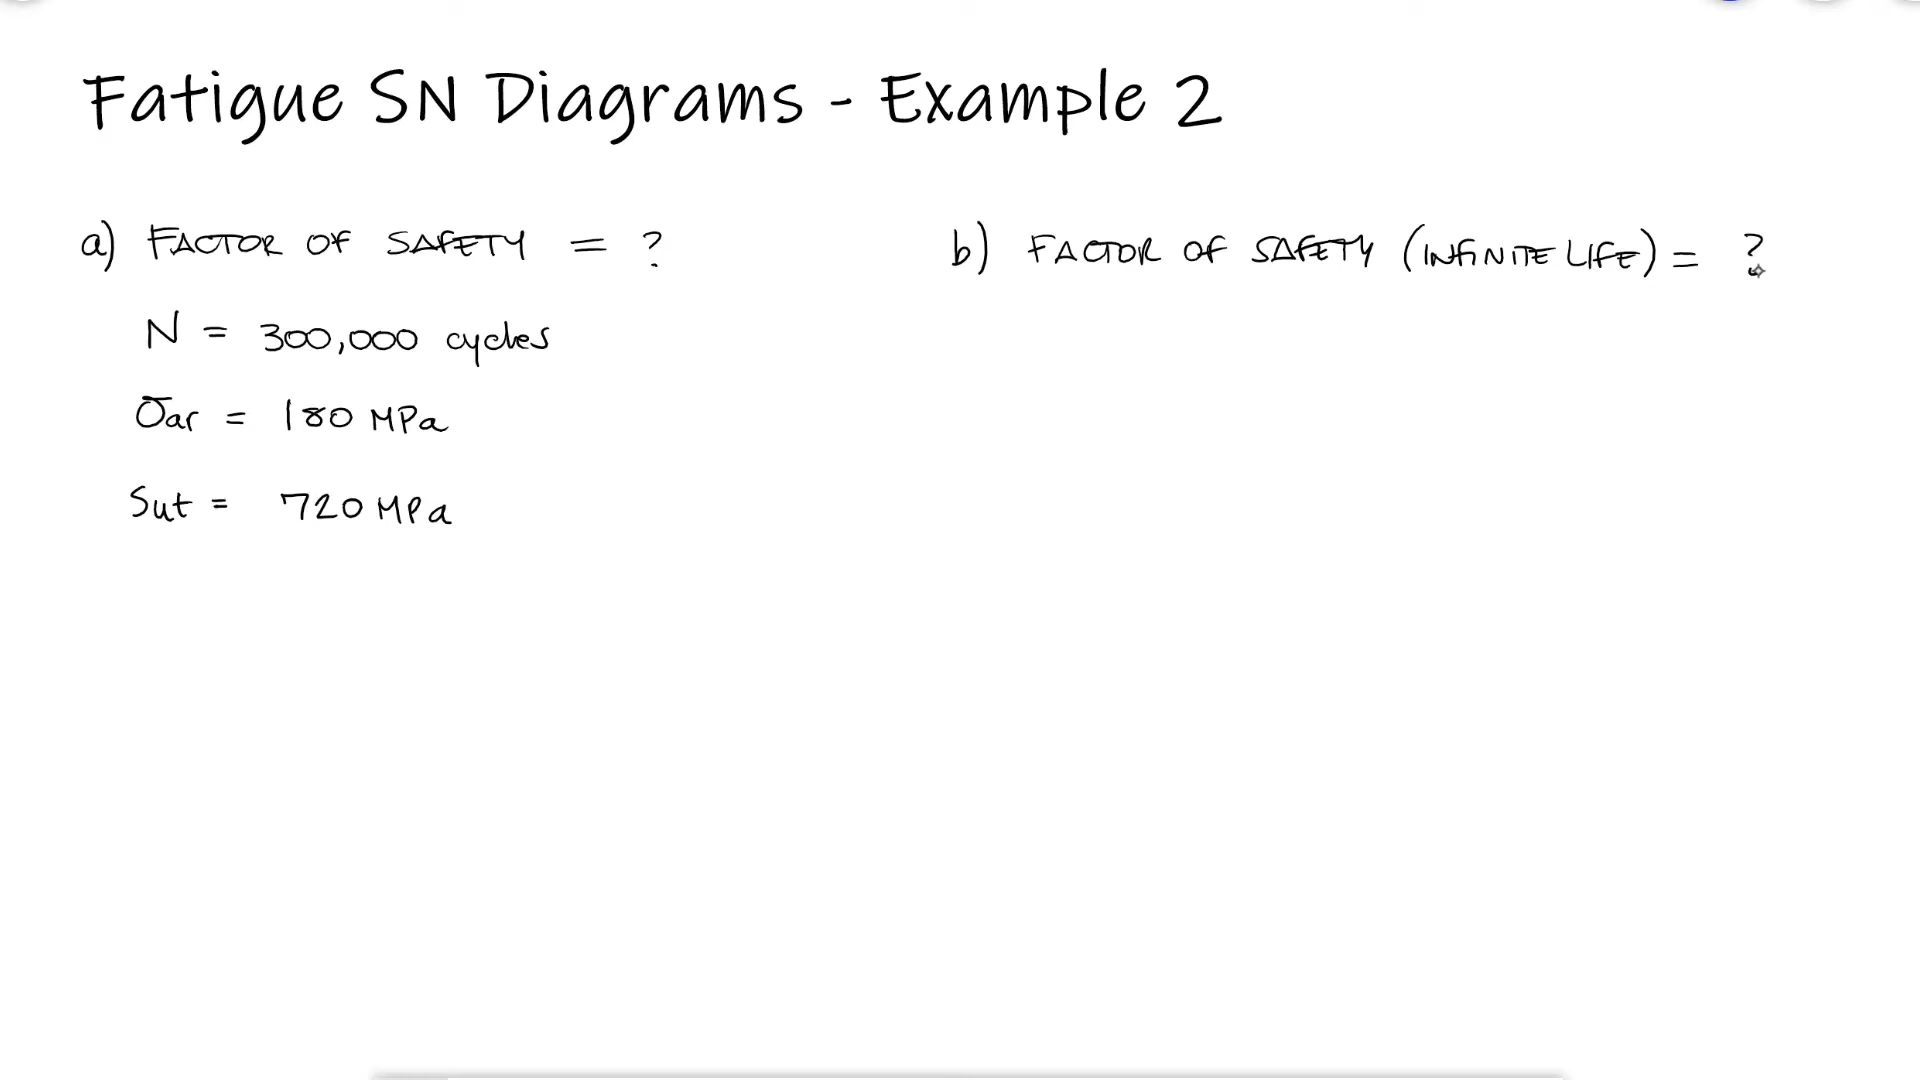 Fatigue SN Diagrams - Example 2
a) FACTOR OF SAFETY = ?
N = 300,000 cycles
σar = 180 MPa
Sut = 720 MPa
b) FACTOR OF SAFETY (INFINITE LIFE) = ?